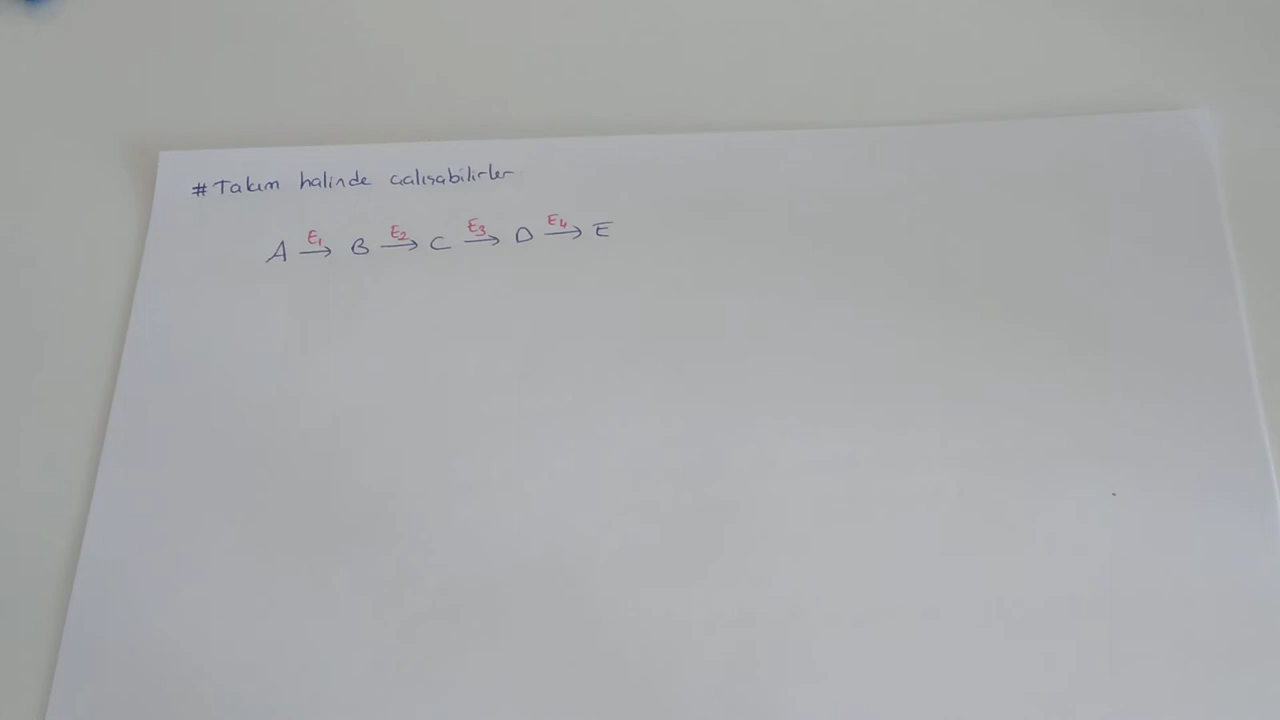 # Takım halinde çalışabilirler
A E₁→ B E₂→ C E₃→ D E₄→ E